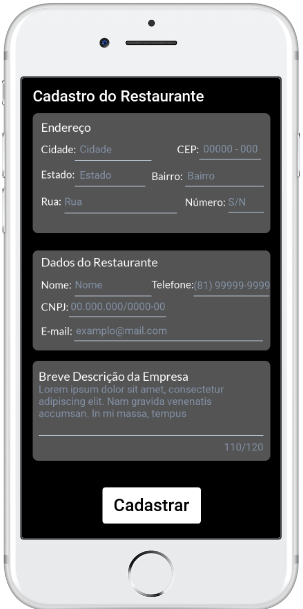 Cadastro do Restaurante
Endereço
Cidade: Cidade CEP: 00000 - 000
Estado: Estado Bairro: Bairro
Rua: Rua Número: S/N
Dados do Restaurante
Nome: Nome Telefone: (81) 99999-9999
CNPJ: 00.000.000/0000-00
E-mail: examplo@mail.com
Breve Descrição da Empresa
Lorem ipsum dolor sit amet, consectetur
adipiscing elit. Nam gravida venenatis
accumsan. In mi massa, tempus
110/120
Cadastrar